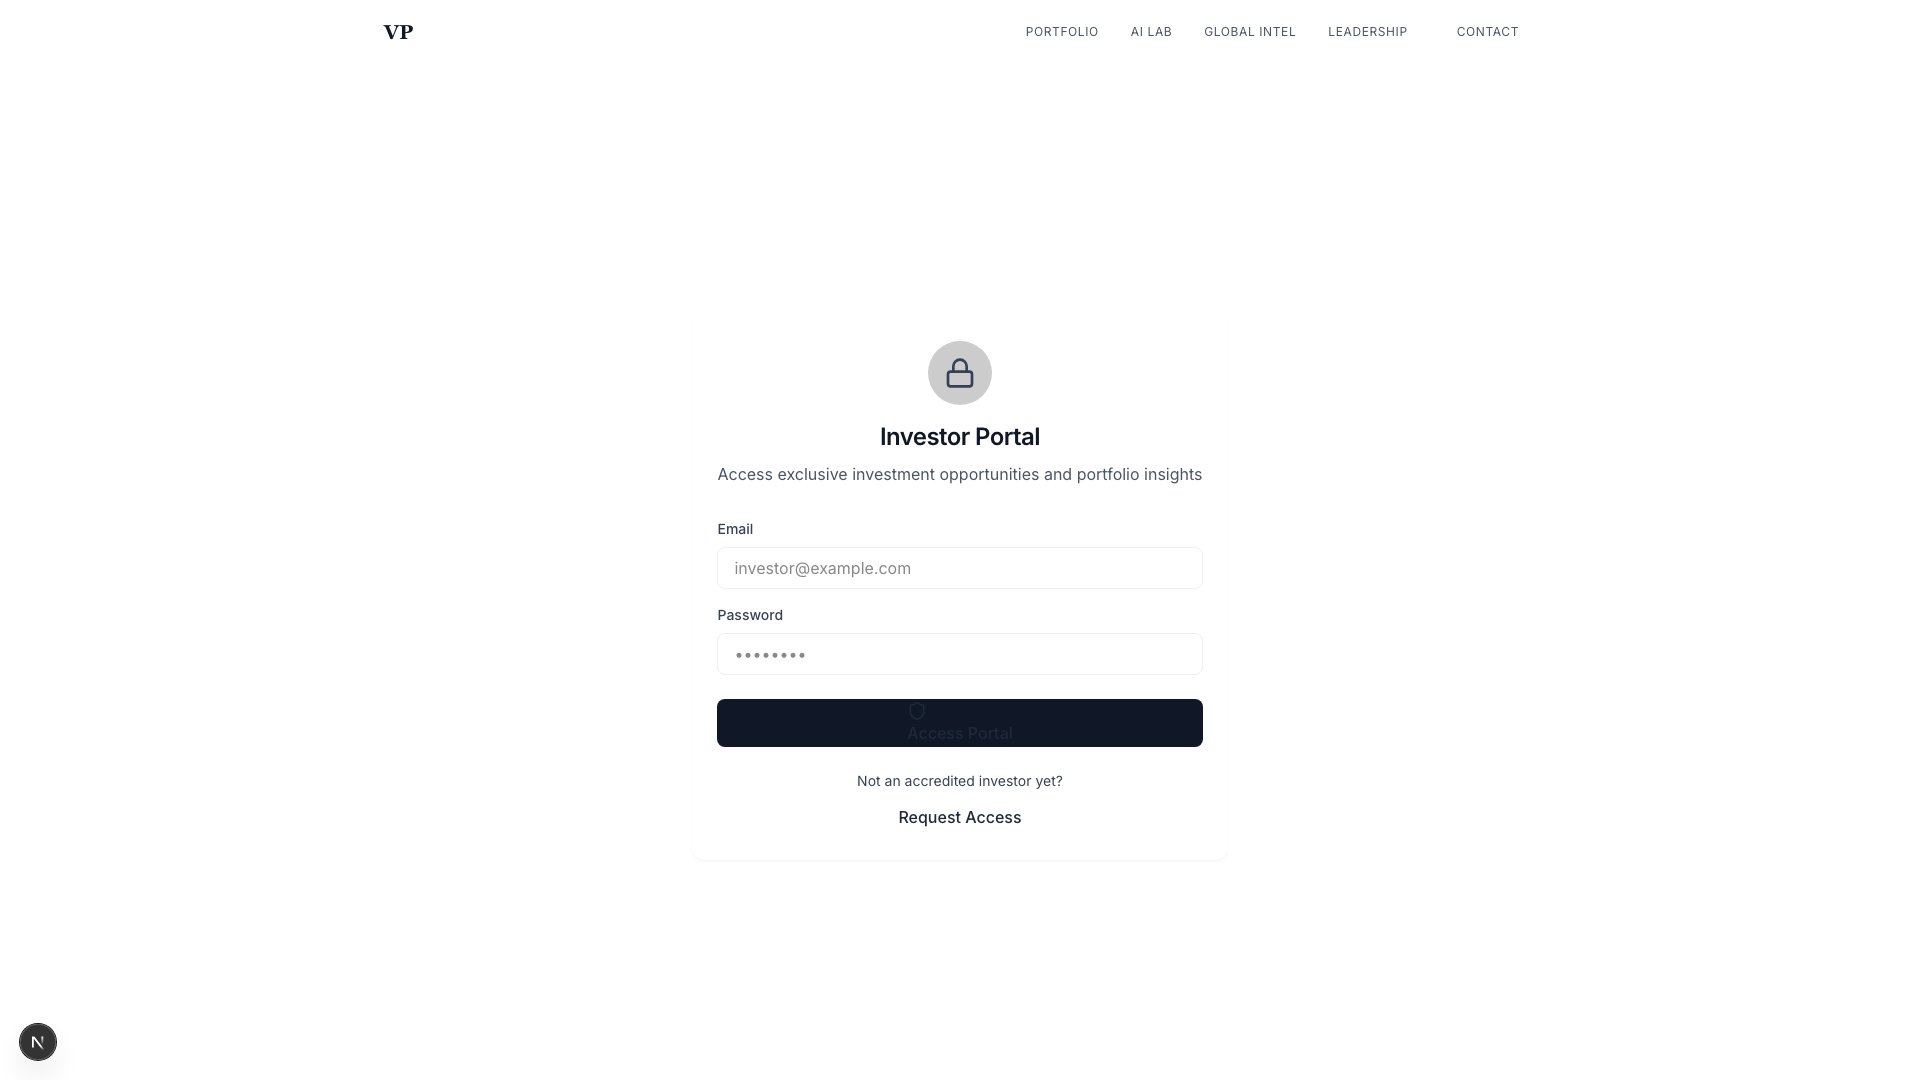 VP
PORTFOLIO
AI LAB
GLOBAL INTEL
LEADERSHIP
CONTACT
Investor Portal
Access exclusive investment opportunities and portfolio insights
Email
investor@example.com
Password
••••••••
Access Portal
Not an accredited investor yet?
Request Access
N